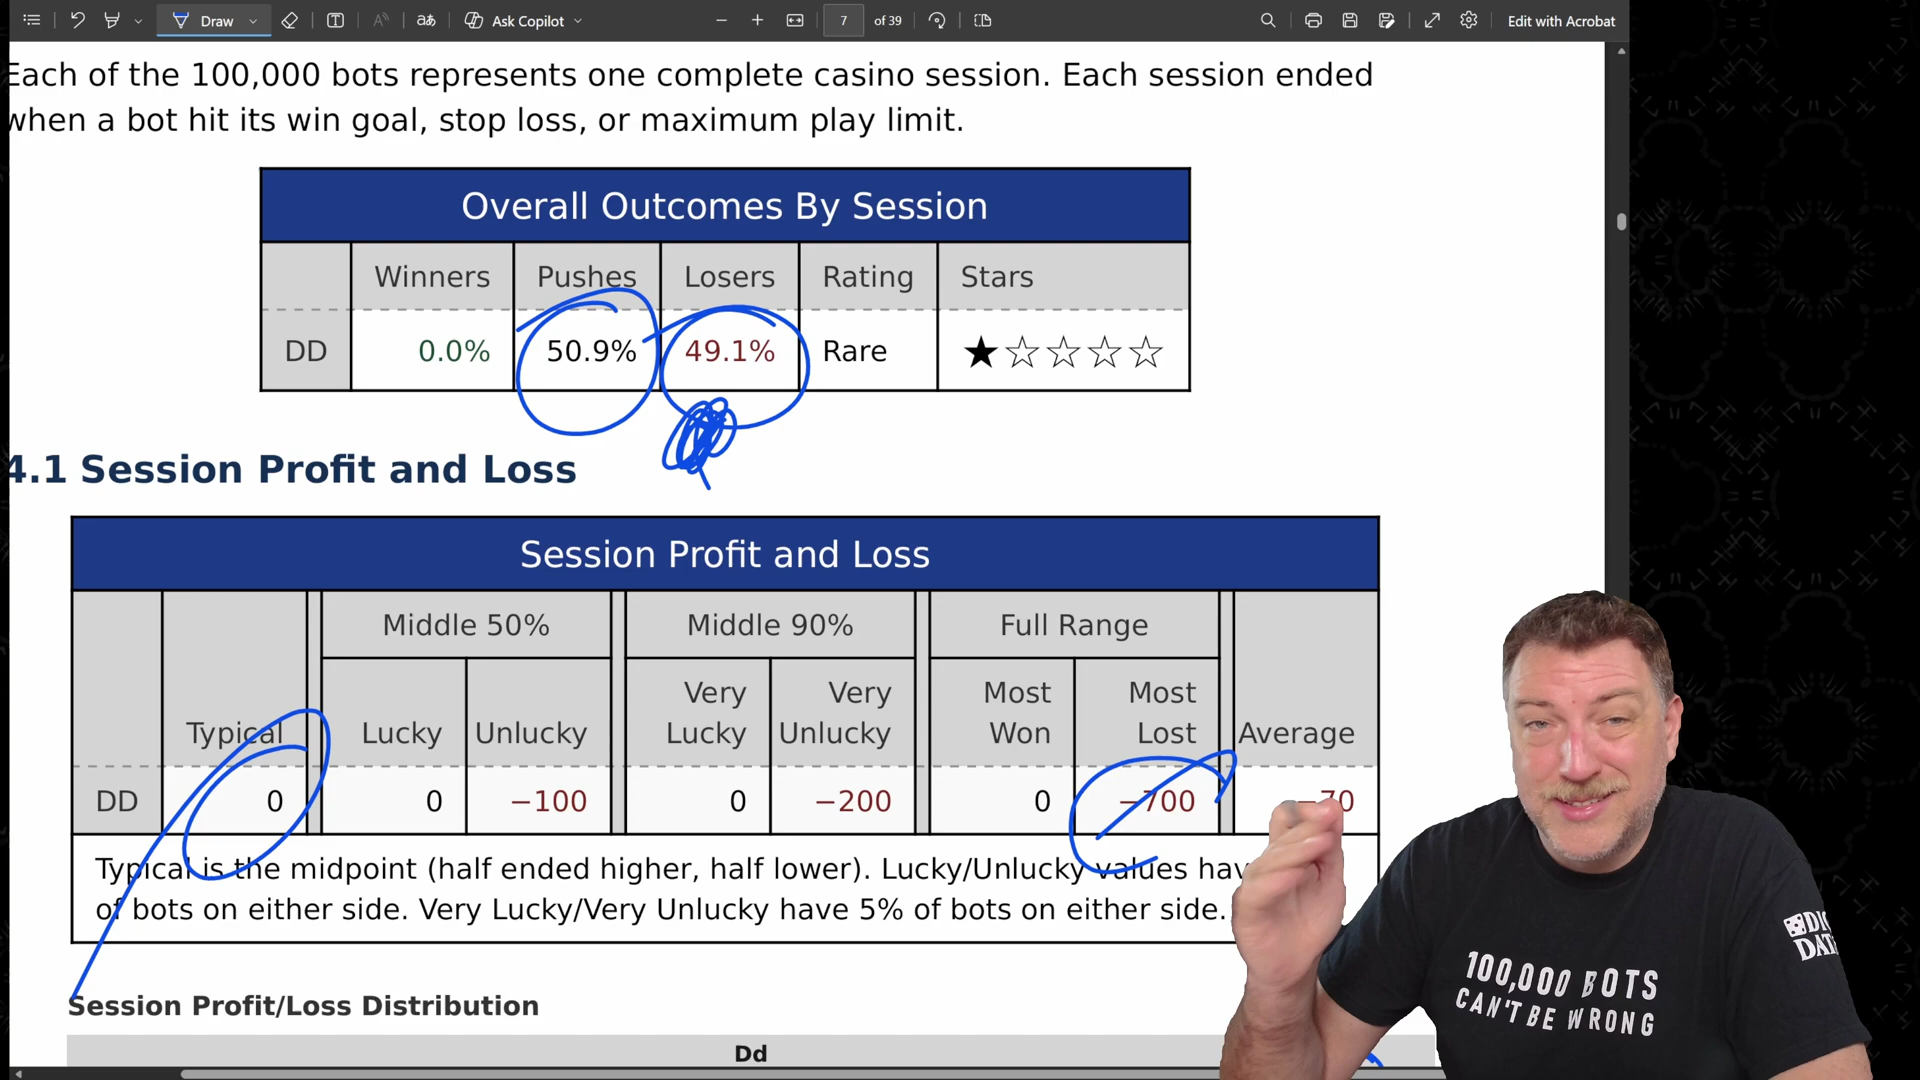 Draw
Ask Copilot
7 of 39
Edit with Acrobat
Each of the 100,000 bots represents one complete casino session. Each session ended
when a bot hit its win goal, stop loss, or maximum play limit.
Overall Outcomes By Session
Winners Pushes Losers Rating Stars
DD 0.0% 50.9% 49.1% Rare ★☆☆☆☆
4.1 Session Profit and Loss
Session Profit and Loss
Middle 50% Middle 90% Full Range
Typical Lucky Unlucky Very Lucky Very Unlucky Most Won Most Lost Average
DD 0 0 −100 0 −200 0 −700 −70
Typical is the midpoint (half ended higher, half lower). Lucky/Unlucky values
of bots on either side. Very Lucky/Very Unlucky have 5% of bots on either side.
Session Profit/Loss Distribution
Dd
100,000 BOTS
CAN'T BE WRONG